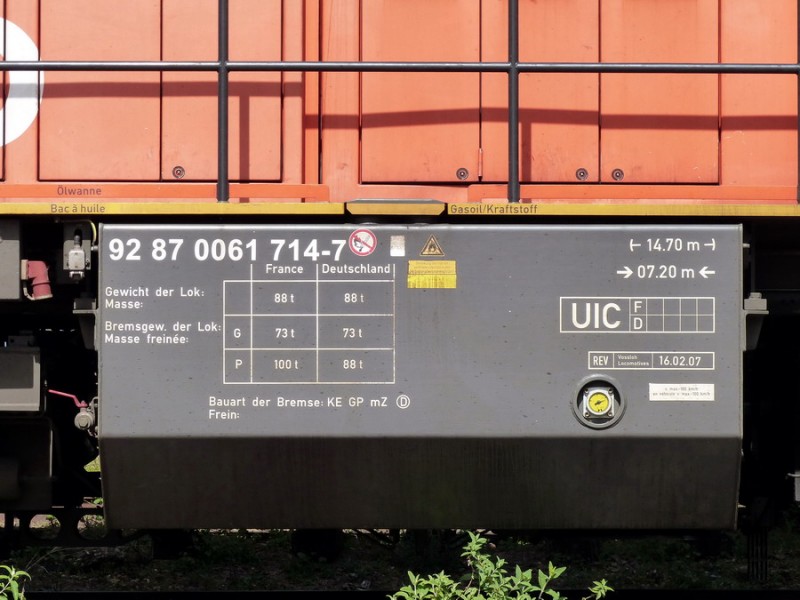 Ölwanne
Bac à huile
Gasoil/Kraftstoff
92 87 0061 714-7
14.70 m
07.20 m
France Deutschland
Gewicht der Lok: 88 t 88 t
Masse:
Bremsgew. der Lok: G 73 t 73 t
Masse freinée:
P 100 t 88 t
UIC F
D
REV Vossloh Locomotives 16.02.07
Bauart der Bremse: KE GP mZ D
Frein: